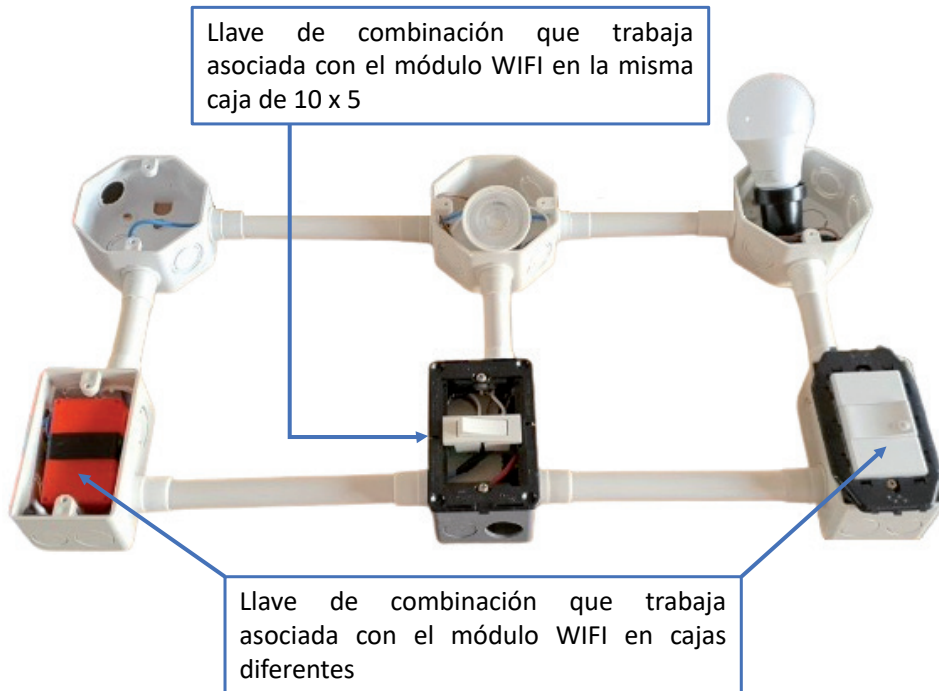 Llave de combinación que trabaja
asociada con el módulo WIFI en la misma
caja de 10 x 5
Llave de combinación que trabaja
asociada con el módulo WIFI en cajas
diferentes